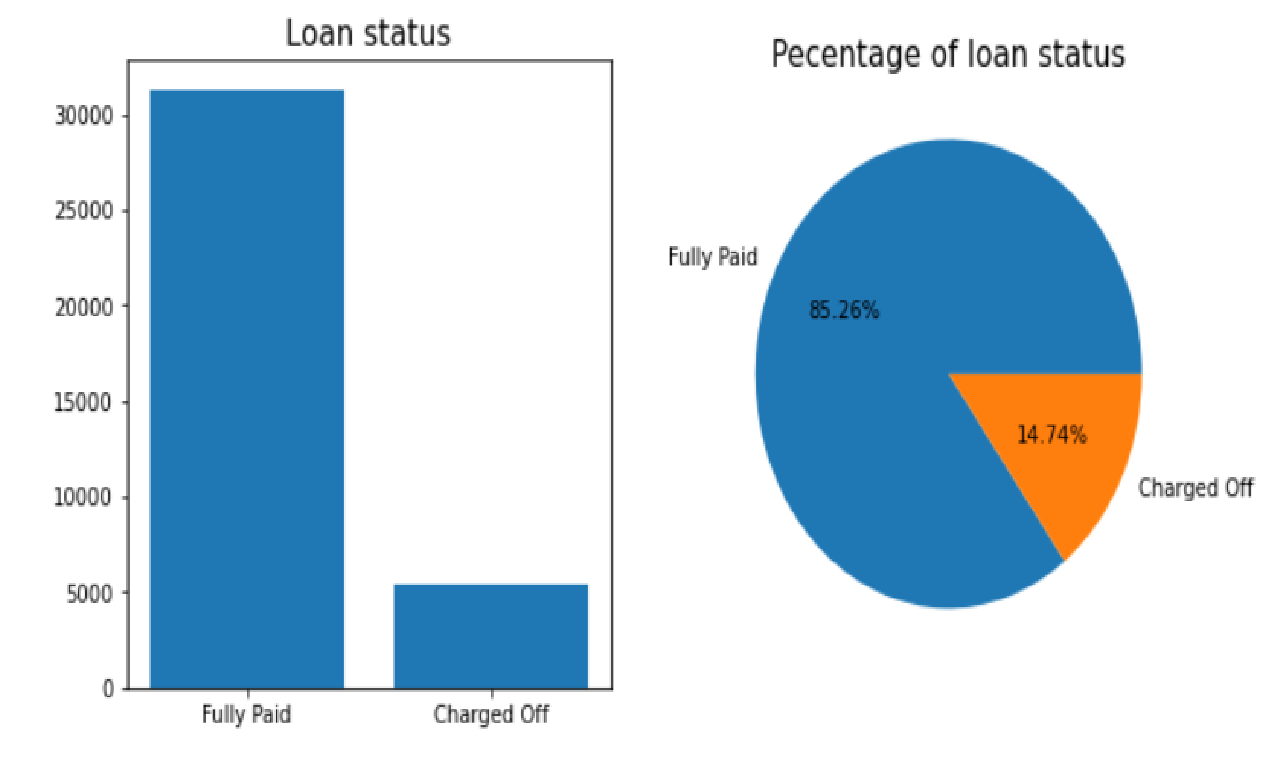 Loan status
30000
25000
20000
15000
10000
5000
0
Fully Paid
Charged Off
Pecentage of loan status
Fully Paid
85.26%
14.74%
Charged Off